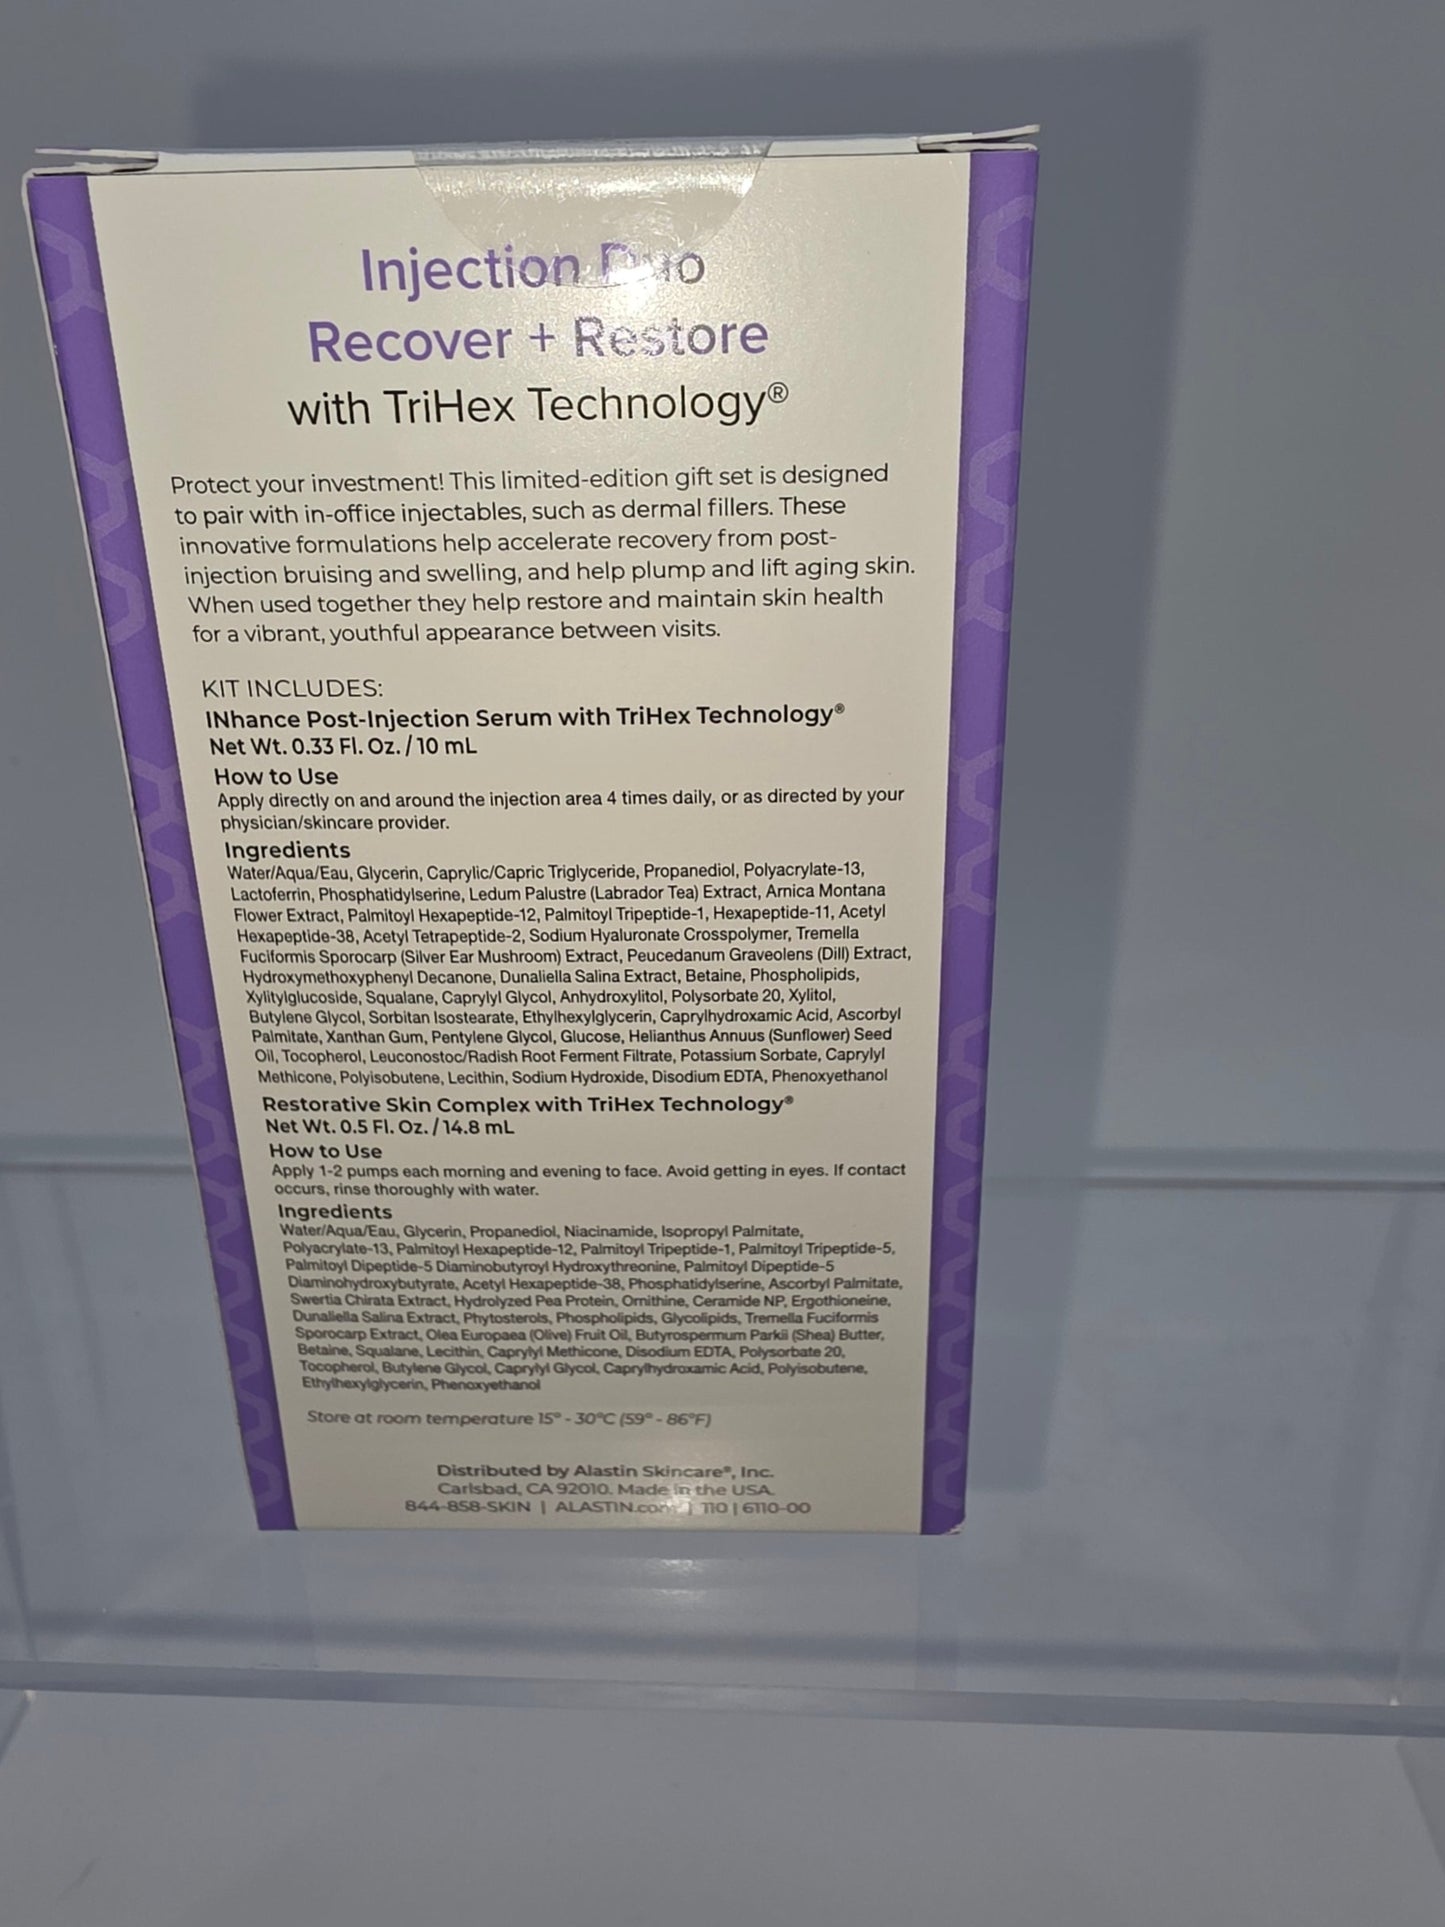 Injection Duo
Recover + Restore
with TriHex Technology®
Protect your investment! This limited-edition gift set is designed
to pair with in-office injectables, such as dermal fillers. These
innovative formulations help accelerate recovery from post-
injection bruising and swelling, and help plump and lift aging skin.
When used together they help restore and maintain skin health
for a vibrant, youthful appearance between visits.
KIT INCLUDES:
INhance Post-Injection Serum with TriHex Technology®
Net Wt. 0.33 Fl. Oz. / 10 mL
How to Use
Apply directly on and around the injection area 4 times daily, or as directed by your
physician/skincare provider.
Ingredients
Water/Aqua/Eau, Glycerin, Caprylic/Capric Triglyceride, Propanediol, Polyacrylate-13,
Lactoferrin, Phosphatidylserine, Ledum Palustre (Labrador Tea) Extract, Arnica Montana
Flower Extract, Palmitoyl Hexapeptide-12, Palmitoyl Tripeptide-1, Hexapeptide-11, Acetyl
Hexapeptide-38, Acetyl Tetrapeptide-2, Sodium Hyaluronate Crosspolymer, Tremella
Fuciformis Sporocarp (Silver Ear Mushroom) Extract, Peucedanum Graveolens (Dill) Extract,
Hydroxymethoxyphenyl Decanone, Dunaliella Salina Extract, Betaine, Phospholipids,
Xylitylglucoside, Squalane, Caprylyl Glycol, Anhydroxylitol, Polysorbate 20, Xylitol,
Butylene Glycol, Sorbitan Isostearate, Ethylhexylglycerin, Caprylhydroxamic Acid, Ascorbyl
Palmitate, Xanthan Gum, Pentylene Glycol, Glucose, Helianthus Annuus (Sunflower) Seed
Oil, Tocopherol, Leuconostoc/Radish Root Ferment Filtrate, Potassium Sorbate, Caprylyl
Methicone, Polyisobutene, Lecithin, Sodium Hydroxide, Disodium EDTA, Phenoxyethanol
Restorative Skin Complex with TriHex Technology®
Net Wt. 0.5 Fl. Oz. / 14.8 mL
How to Use
Apply 1-2 pumps each morning and evening to face. Avoid getting in eyes. If contact
occurs, rinse thoroughly with water.
Ingredients
Water/Aqua/Eau, Glycerin, Propanediol, Niacinamide, Isopropyl Palmitate,
Polyacrylate-13, Palmitoyl Hexapeptide-12, Palmitoyl Tripeptide-1, Palmitoyl Tripeptide-5,
Palmitoyl Dipeptide-5 Diaminobutyroyl Hydroxythreonine, Palmitoyl Dipeptide-5
Diaminohydroxybutyrate, Acetyl Hexapeptide-38, Phosphatidylserine, Ascorbyl Palmitate,
Swertia Chirata Extract, Hydrolyzed Pea Protein, Ornithine, Ceramide NP, Ergothioneine,
Dunaliella Salina Extract, Phytosterols, Phospholipids, Glycolipids, Tremella Fuciformis
Sporocarp Extract, Olea Europaea (Olive) Fruit Oil, Butyrospermum Parkii (Shea) Butter,
Betaine, Squalane, Lecithin, Caprylyl Methicone, Disodium EDTA, Polysorbate 20,
Tocopherol, Butylene Glycol, Caprylyl Glycol, Caprylhydroxamic Acid, Polyisobutene,
Ethylhexylglycerin, Phenoxyethanol
Store at room temperature 15° - 30°C (59° - 86°F)
Distributed by Alastin Skincare®, Inc.
Carlsbad, CA 92010. Made in the USA.
844-858-SKIN | ALASTIN.com | 110 | 6110-00